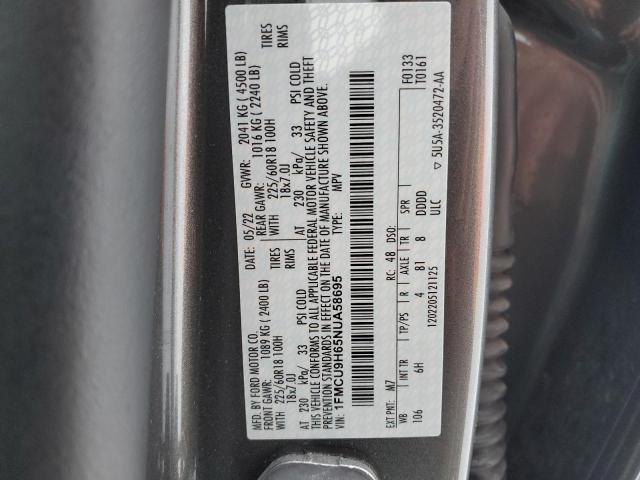 MFD. BY FORD MOTOR CO.
DATE: 05/22 GVWR: 2041 KG ( 4500 LB)
FRONT GAWR: 1089 KG ( 2400 LB) REAR GAWR: 1016 KG ( 2240 LB)
WITH 225/60R18 100H TIRES WITH 225/60R18 100H TIRES
18x7.0J RIMS 18x7.0J RIMS
AT 230 kPa/ 33 PSI COLD AT 230 kPa/ 33 PSI COLD
THIS VEHICLE CONFORMS TO ALL APPLICABLE FEDERAL MOTOR VEHICLE SAFETY AND THEFT
PREVENTION STANDARDS IN EFFECT ON THE DATE OF MANUFACTURE SHOWN ABOVE.
VIN: 1FMCU9H65NUA58695 TYPE: MPV
F0133
T0161
EXT PNT: M7 RC: 48 DSO:
WB INT TR TP/PS R AXLE TR SPR
106 6H 4 81 8 DDDD
ULC
1202205121125
▽ 5U5A-3520472-AA